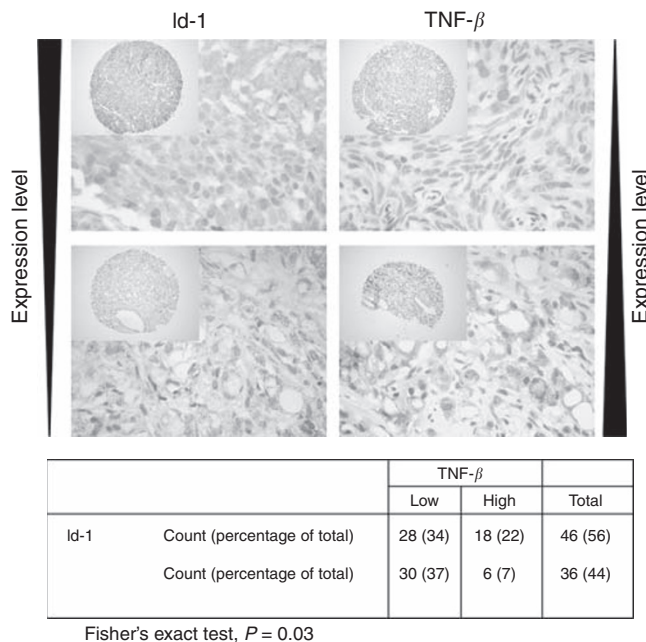 Id-1
TNF-β
Expression level
Expression level
TNF-β
Low High Total
Id-1 Count (percentage of total) 28 (34) 18 (22) 46 (56)
Count (percentage of total) 30 (37) 6 (7) 36 (44)
Fisher's exact test, P = 0.03